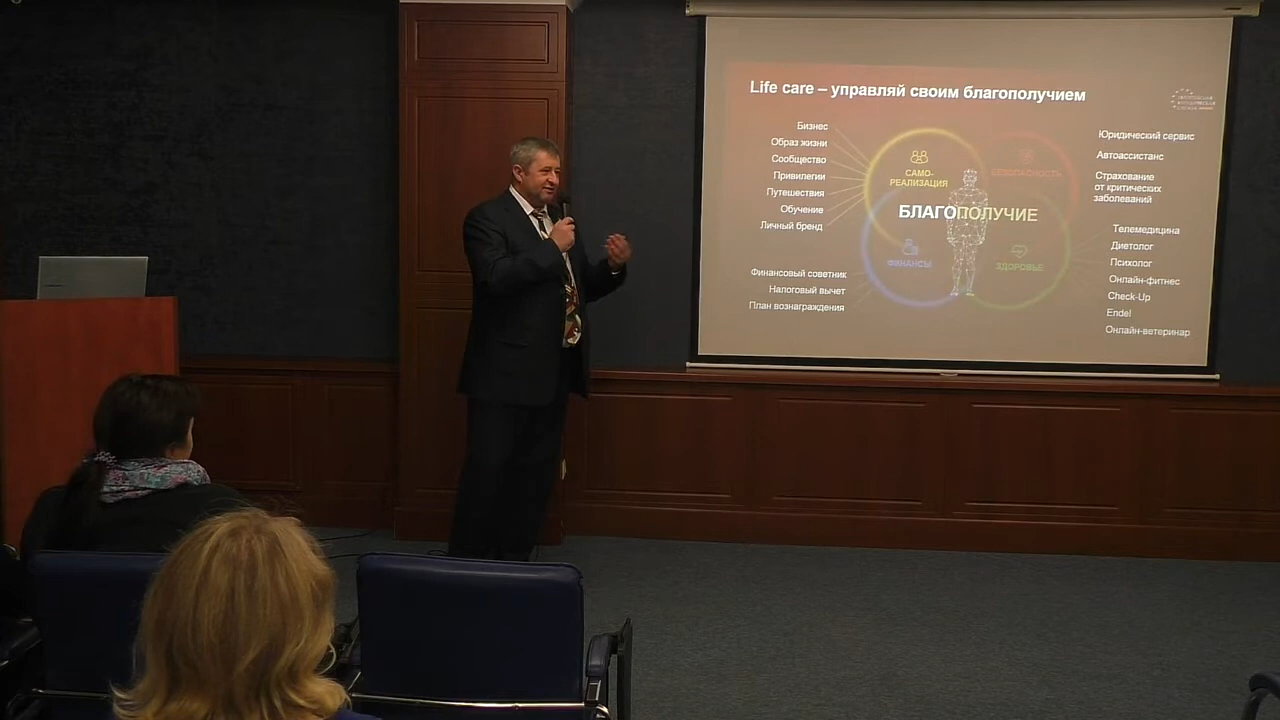 Life care – управляй своим благополучием
Бизнес
Образ жизни
Сообщество
Привилегии
Путешествия
Обучение
Личный бренд
Финансовый советник
Налоговый вычет
План вознаграждения
САМО-
РЕАЛИЗАЦИЯ
БЕЗОПАСНОСТЬ
БЛАГОПОЛУЧИЕ
ФИНАНСЫ
ЗДОРОВЬЕ
Юридический сервис
Автоассистанс
Страхование
от критических
заболеваний
Телемедицина
Диетолог
Психолог
Онлайн-фитнес
Check-Up
Endel
Онлайн-ветеринар